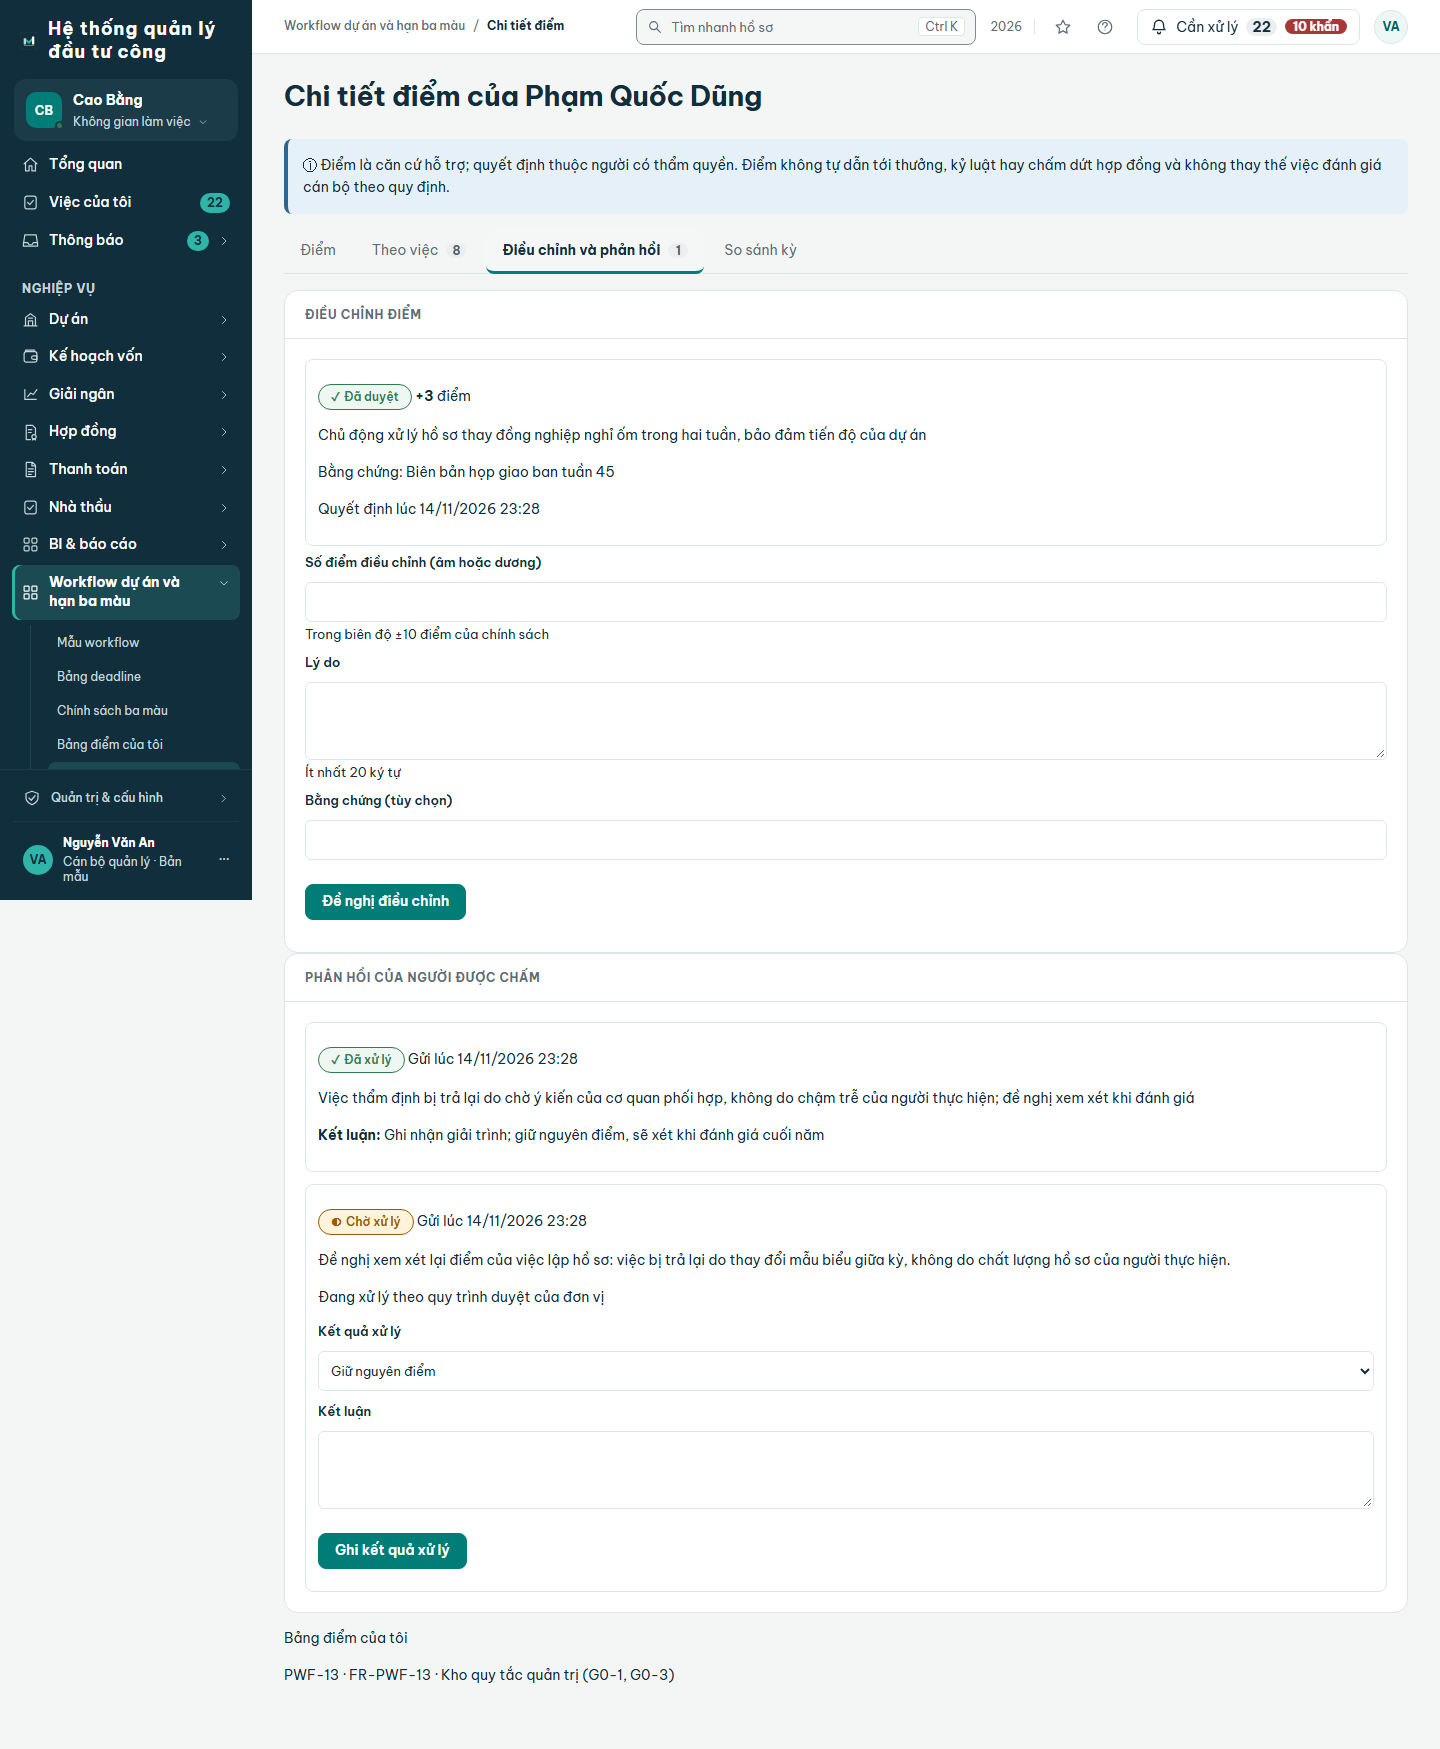 Hệ thống quản lý
đầu tư công
CB
Cao Bằng
Không gian làm việc
Tổng quan
Việc của tôi 22
Thông báo 3
NGHIỆP VỤ
Dự án
Kế hoạch vốn
Giải ngân
Hợp đồng
Thanh toán
Nhà thầu
BI & báo cáo
Workflow dự án và
hạn ba màu
Mẫu workflow
Bảng deadline
Chính sách ba màu
Bảng điểm của tôi
Quản trị & cấu hình
VA
Nguyễn Văn An
Cán bộ quản lý · Bản
mẫu
Workflow dự án và hạn ba màu / Chi tiết điểm
Tìm nhanh hồ sơ Ctrl K
2026
Cần xử lý 22 10 khẩn
VA
Chi tiết điểm của Phạm Quốc Dũng
Điểm là căn cứ hỗ trợ; quyết định thuộc người có thẩm quyền. Điểm không tự dẫn tới thưởng, kỷ luật hay chấm dứt hợp đồng và không thay thế việc đánh giá
cán bộ theo quy định.
Điểm Theo việc 8 Điều chỉnh và phản hồi 1 So sánh kỳ
ĐIỀU CHỈNH ĐIỂM
✓ Đã duyệt +3 điểm
Chủ động xử lý hồ sơ thay đồng nghiệp nghỉ ốm trong hai tuần, bảo đảm tiến độ của dự án
Bằng chứng: Biên bản họp giao ban tuần 45
Quyết định lúc 14/11/2026 23:28
Số điểm điều chỉnh (âm hoặc dương)
Trong biên độ ±10 điểm của chính sách
Lý do
Ít nhất 20 ký tự
Bằng chứng (tùy chọn)
Đề nghị điều chỉnh
PHẢN HỒI CỦA NGƯỜI ĐƯỢC CHẤM
✓ Đã xử lý Gửi lúc 14/11/2026 23:28
Việc thẩm định bị trả lại do chờ ý kiến của cơ quan phối hợp, không do chậm trễ của người thực hiện; đề nghị xem xét khi đánh giá
Kết luận: Ghi nhận giải trình; giữ nguyên điểm, sẽ xét khi đánh giá cuối năm
Chờ xử lý Gửi lúc 14/11/2026 23:28
Đề nghị xem xét lại điểm của việc lập hồ sơ: việc bị trả lại do thay đổi mẫu biểu giữa kỳ, không do chất lượng hồ sơ của người thực hiện.
Đang xử lý theo quy trình duyệt của đơn vị
Kết quả xử lý
Giữ nguyên điểm
Kết luận
Ghi kết quả xử lý
Bảng điểm của tôi
PWF-13 · FR-PWF-13 · Kho quy tắc quản trị (G0-1, G0-3)